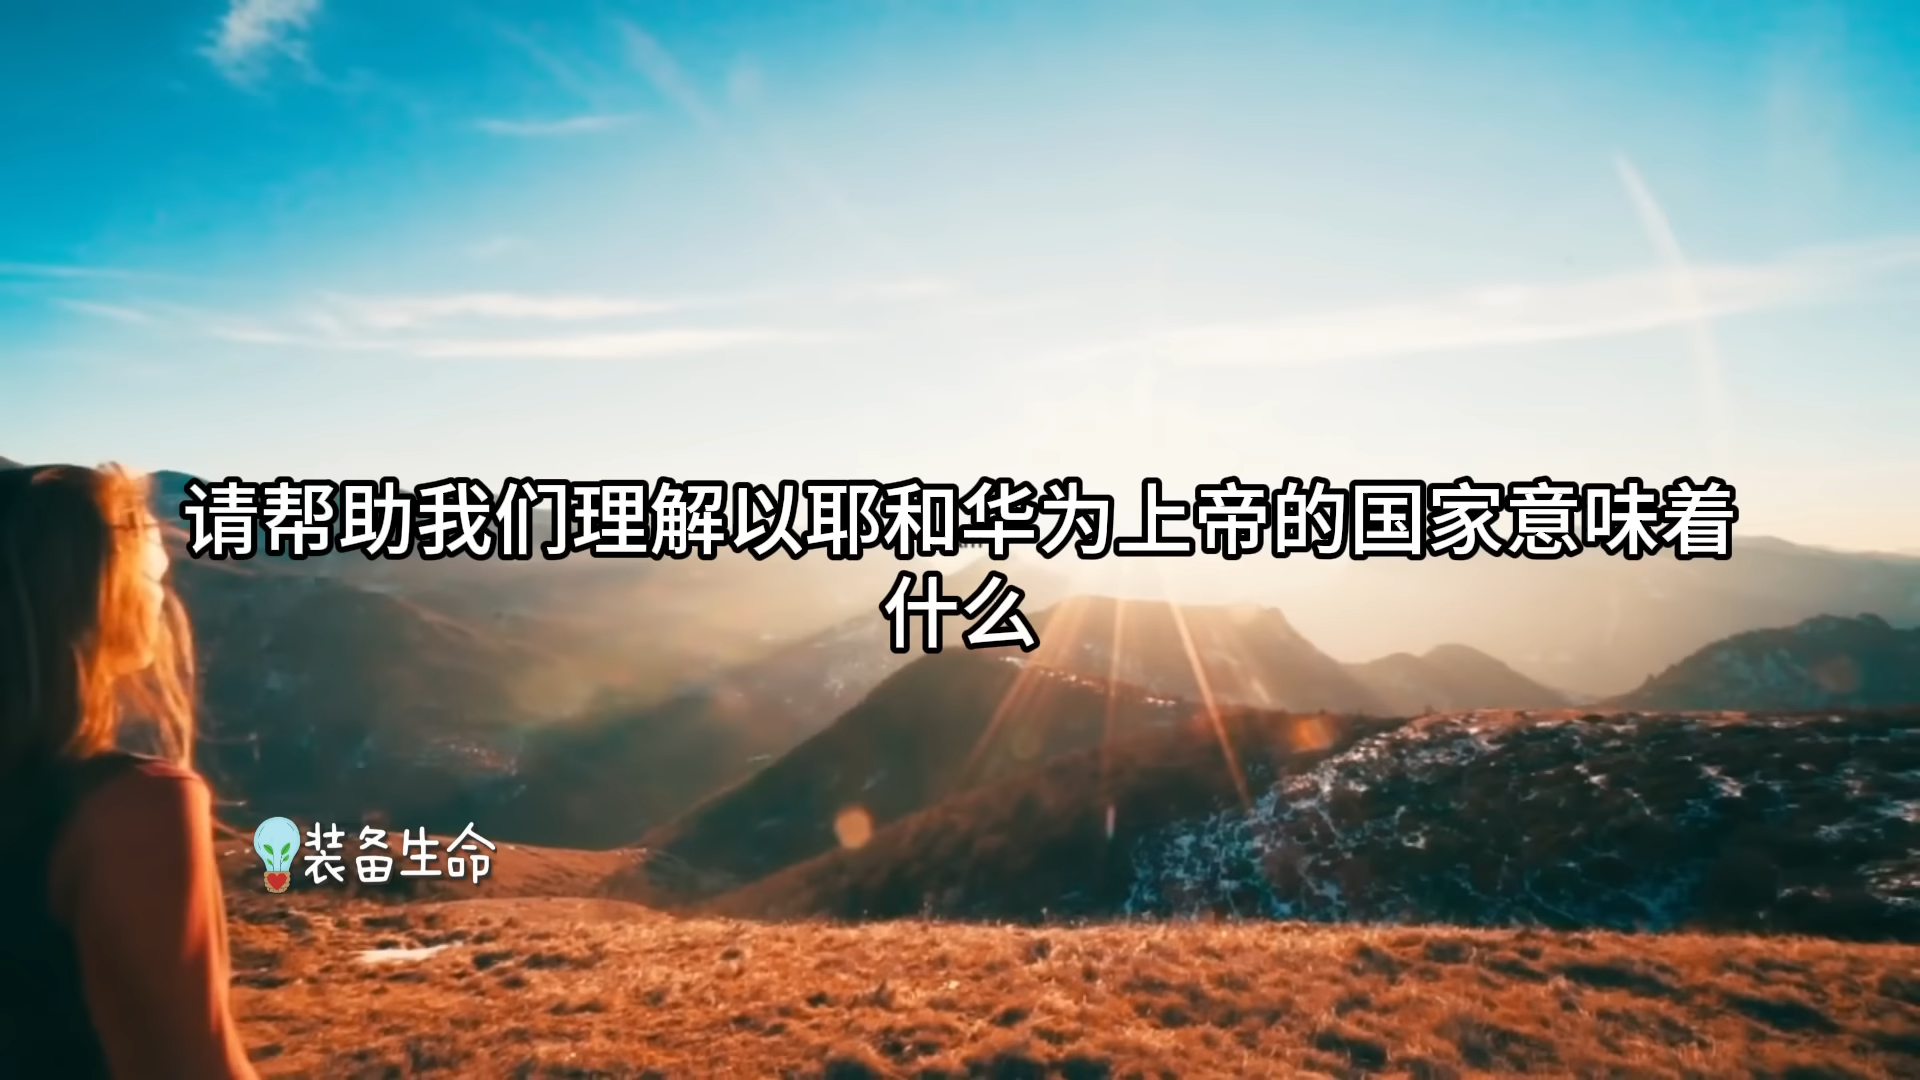 请帮助我们理解以耶和华为上帝的国家意味着
什么
装备生命